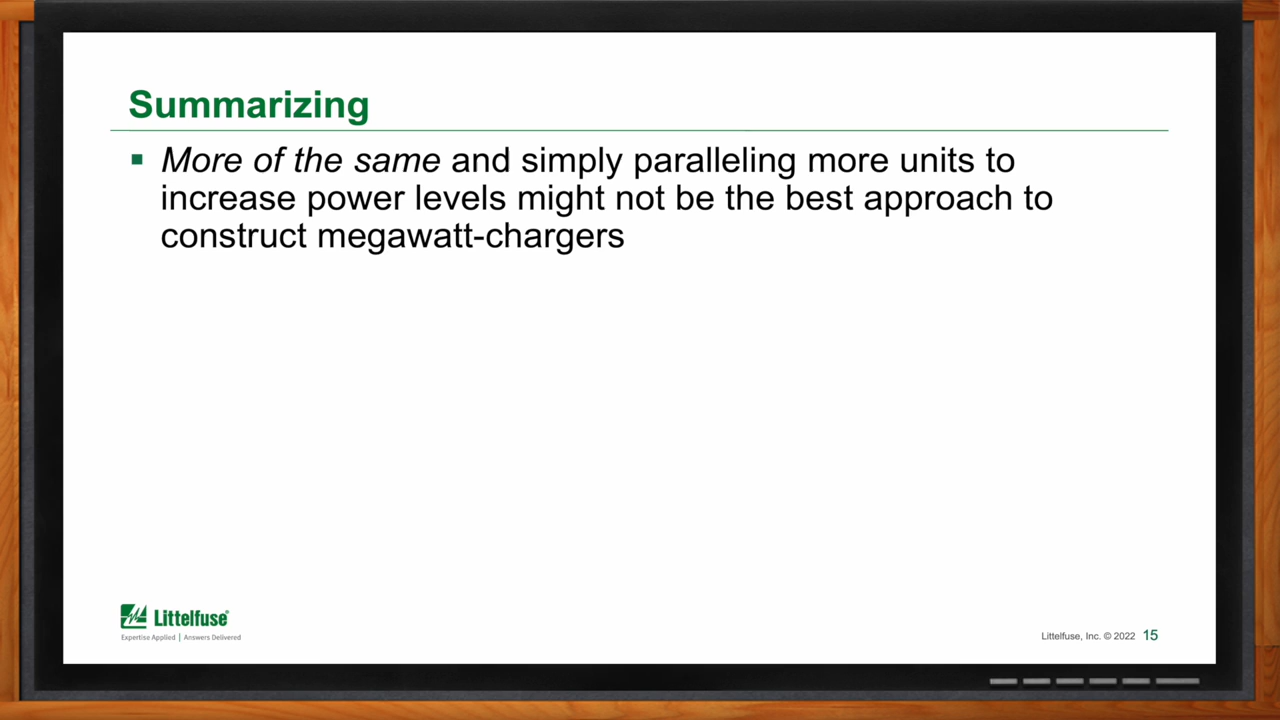 Summarizing
▪ More of the same and simply paralleling more units to
increase power levels might not be the best approach to
construct megawatt-chargers
Littelfuse®
Expertise Applied | Answers Delivered
Littelfuse, Inc. © 2022 15